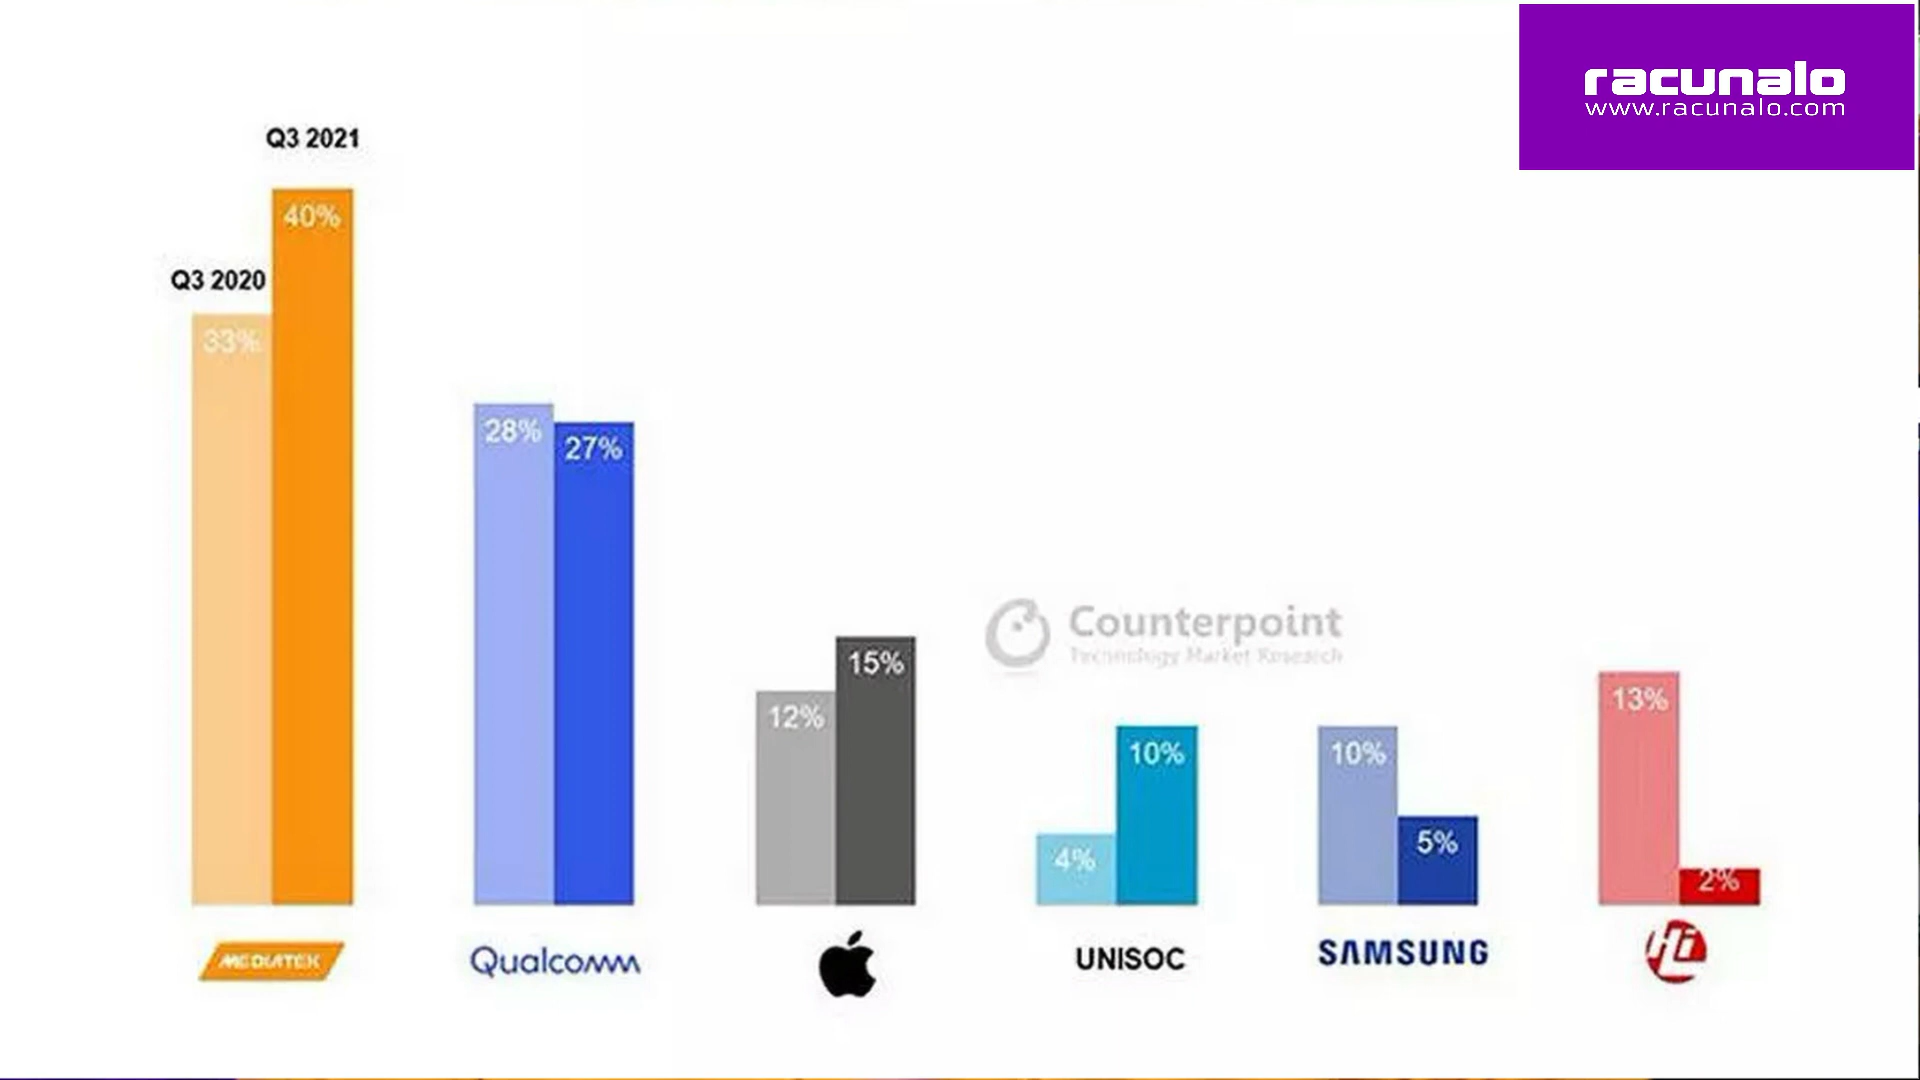 racunalo
www.racunalo.com
Q3 2021
40%
Q3 2020
33%
28%
27%
Counterpoint
Technology Market Research
15%
12%
13%
10%
10%
4%
5%
2%
MEDIATEK
Qualcomm
UNISOC
SAMSUNG
Hi